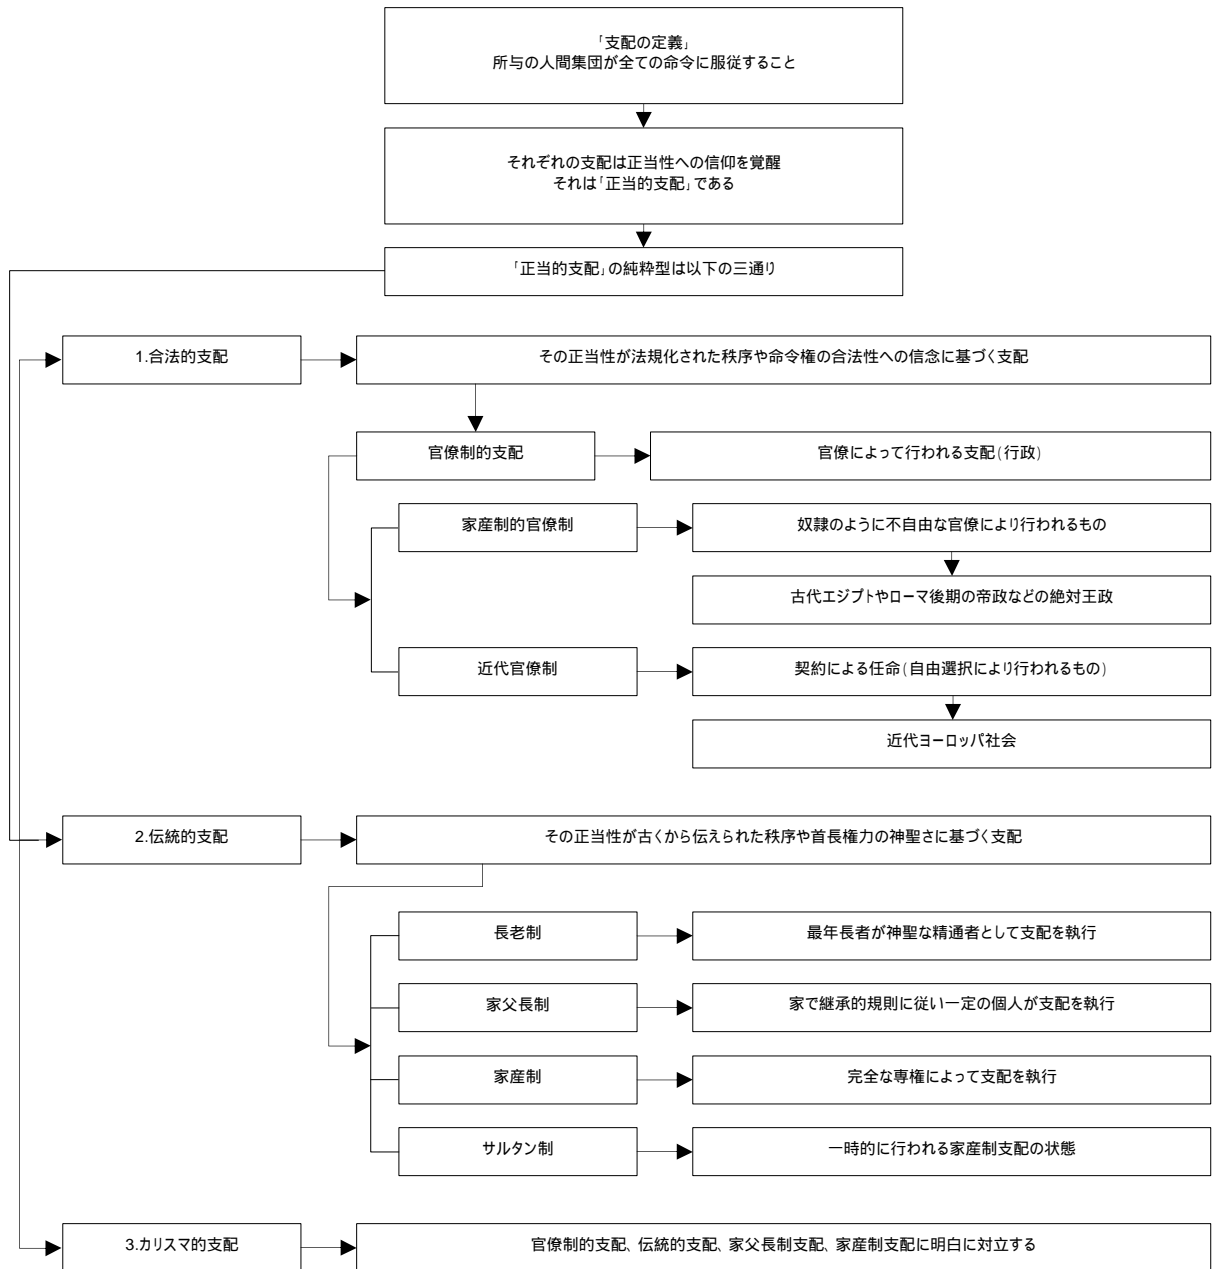 「支配の定義」
所与の人間集団が全ての命令に服従すること
それぞれの支配は正当性への信仰を覚醒
それは「正当的支配」である
「正当的支配」の純粋型は以下の三通り
1.合法的支配
その正当性が法規化された秩序や命令権の合法性への信念に基づく支配
官僚制的支配
官僚によって行われる支配(行政)
家産制的官僚制
奴隷のように不自由な官僚により行われるもの
古代エジプトやローマ後期の帝政などの絶対王政
近代官僚制
契約による任命(自由選択により行われるもの)
近代ヨーロッパ社会
2.伝統的支配
その正当性が古くから伝えられた秩序や首長権力の神聖さに基づく支配
長老制
最年長者が神聖な精通者として支配を執行
家父長制
家で継承的規則に従い一定の個人が支配を執行
家産制
完全な専権によって支配を執行
サルタン制
一時的に行われる家産制支配の状態
3.カリスマ的支配
官僚制的支配、伝統的支配、家父長制支配、家産制支配に明白に対立する